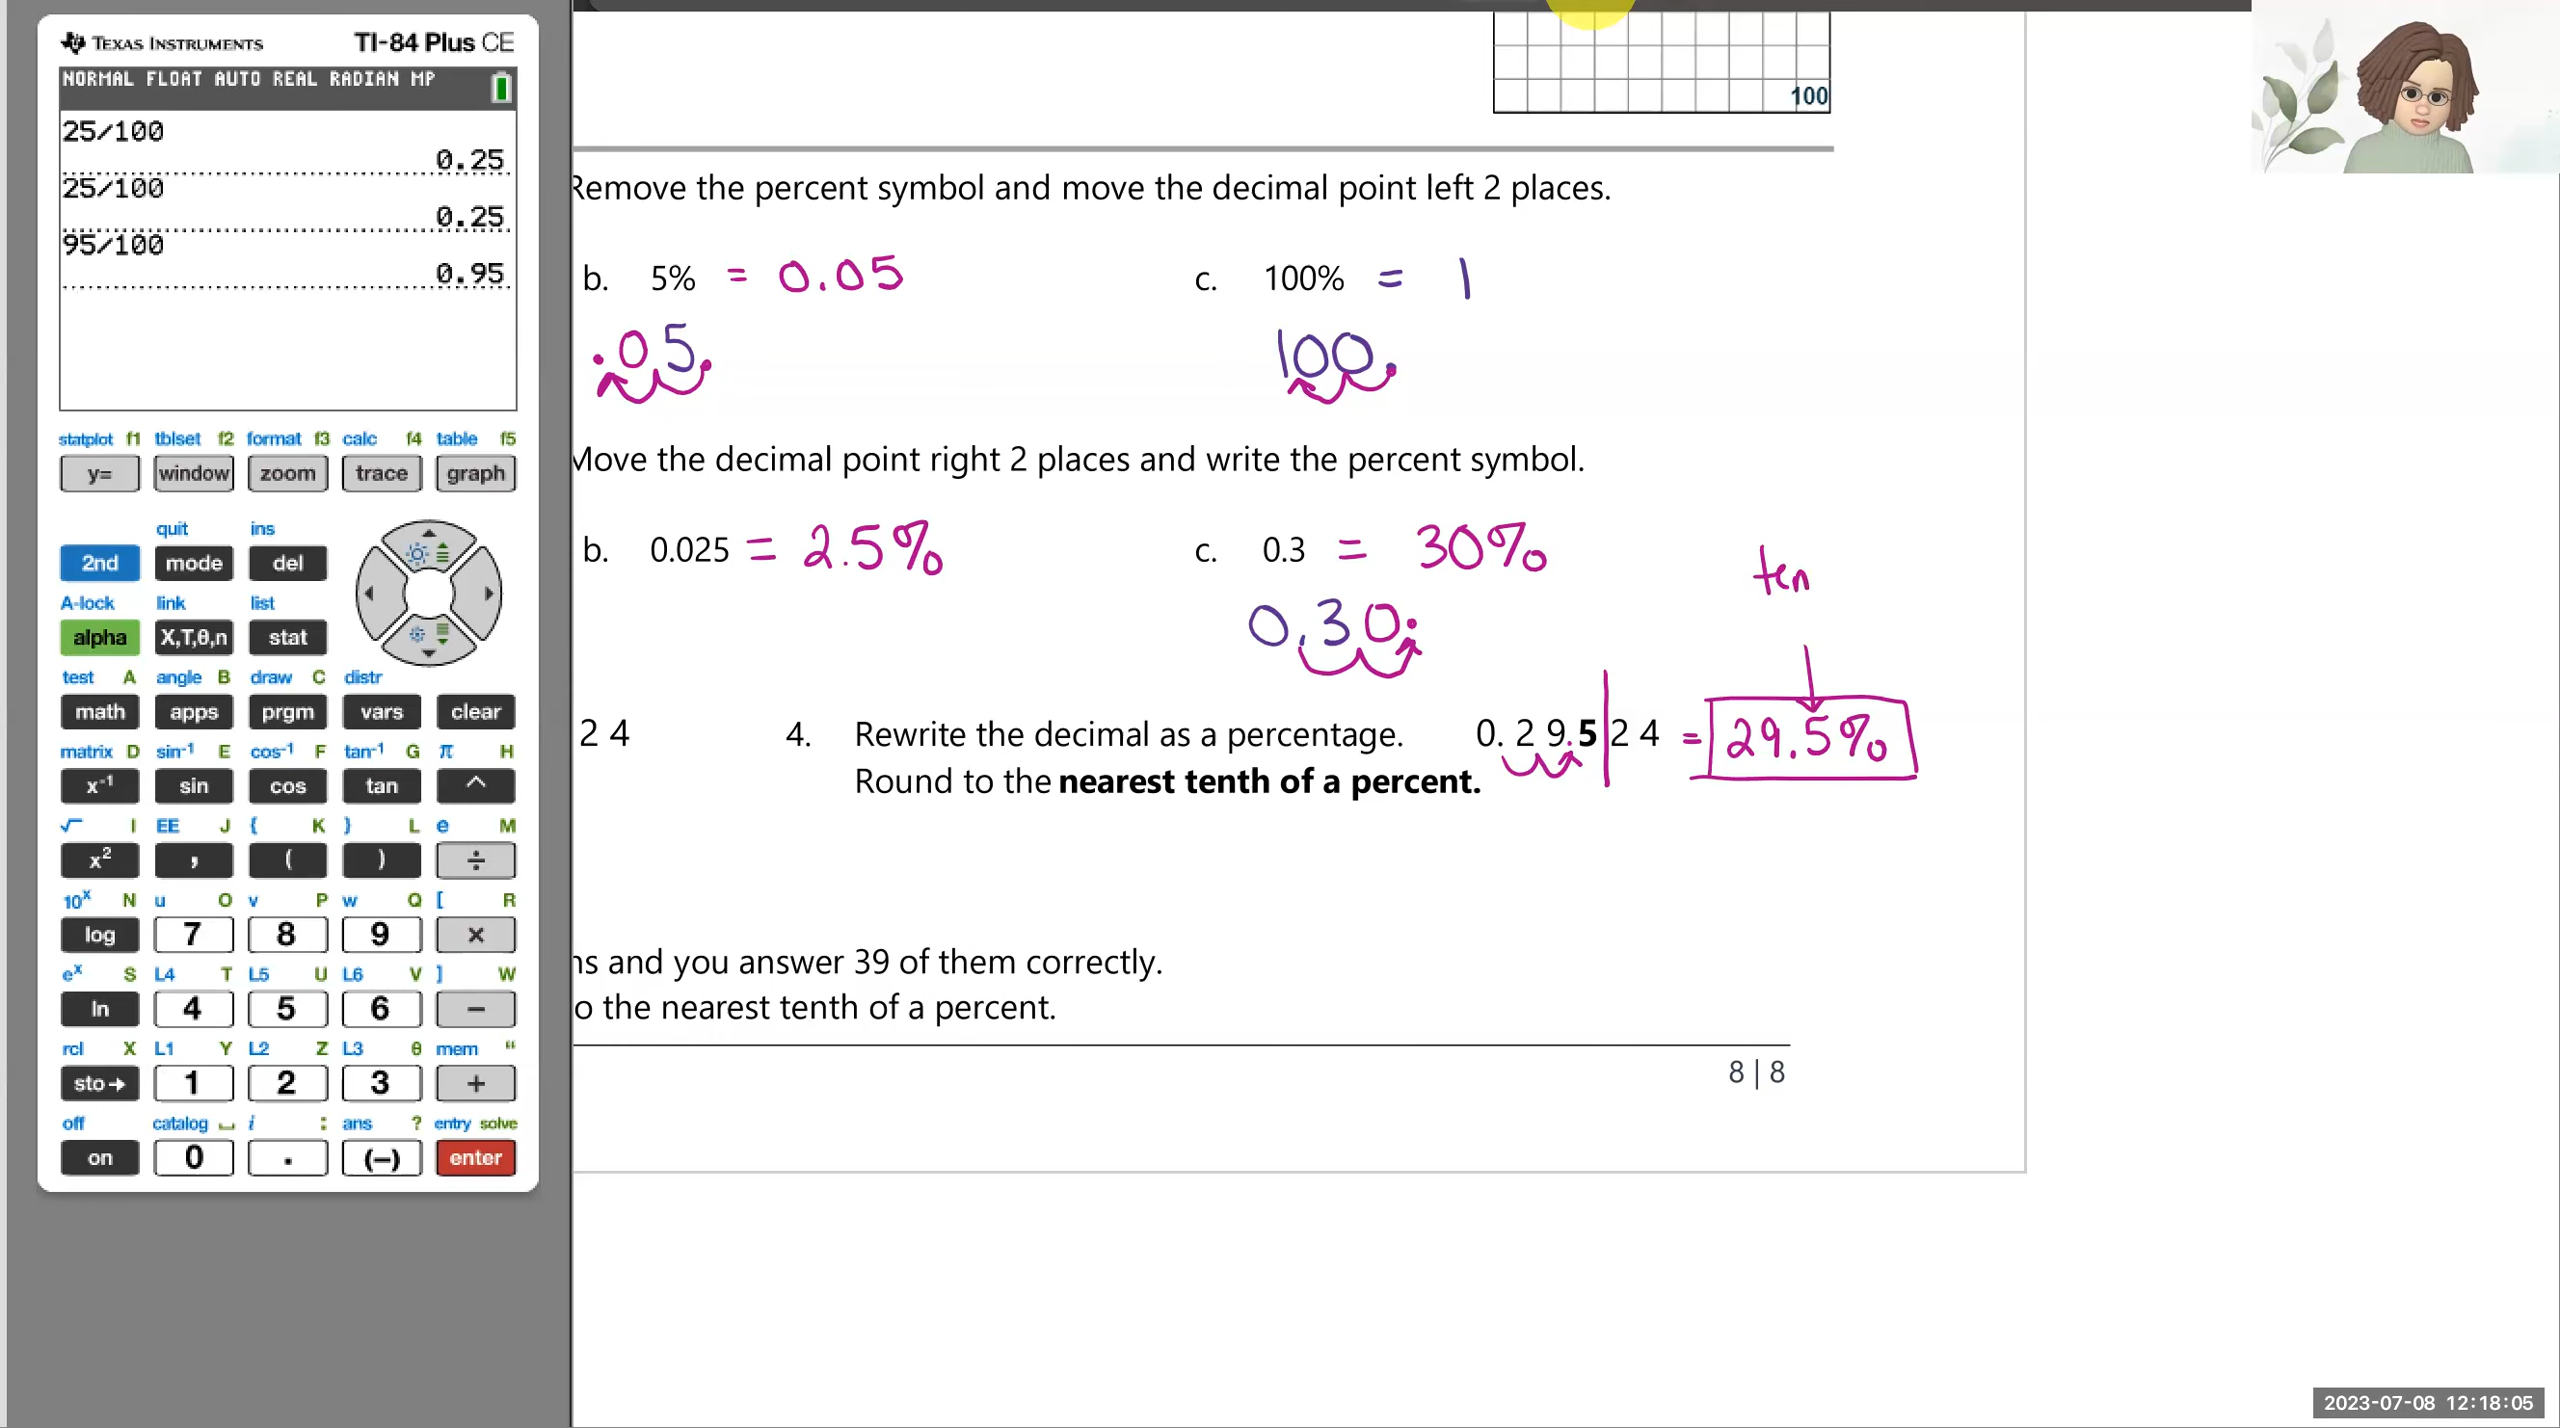 TEXAS INSTRUMENTS TI-84 Plus CE
NORMAL FLOAT AUTO REAL RADIAN MP
25/100
0.25
25/100
0.25
95/100
0.95
statplot f1 tblset f2 format f3 calc f4 table f5
y= window zoom trace graph
quit ins
2nd mode del
A-lock link list
alpha X,T,θ,n stat
test A angle B draw C distr
math apps prgm vars clear
matrix D sin⁻¹ E cos⁻¹ F tan⁻¹ G π H
x⁻¹ sin cos tan ^
√ I EE J { K } L e M
x² , ( ) ÷
10ˣ N u O v P w Q [ R
log 7 8 9 ×
eˣ S L4 T L5 U L6 V ] W
ln 4 5 6 −
rcl X L1 Y L2 Z L3 θ mem "
sto→ 1 2 3 +
off catalog ⎵ i : ans ? entry solve
on 0 . (−) enter
100
Remove the percent symbol and move the decimal point left 2 places.
b. 5% = 0.05
.05.
c. 100% = 1
100.
Move the decimal point right 2 places and write the percent symbol.
b. 0.025 = 2.5%
c. 0.3 = 30%
0.30.
ten
2 4
4. Rewrite the decimal as a percentage. 0. 2 9.5|2 4 = 29.5%
Round to the nearest tenth of a percent.
ns and you answer 39 of them correctly.
o the nearest tenth of a percent.
8 | 8
2023-07-08 12:18:05